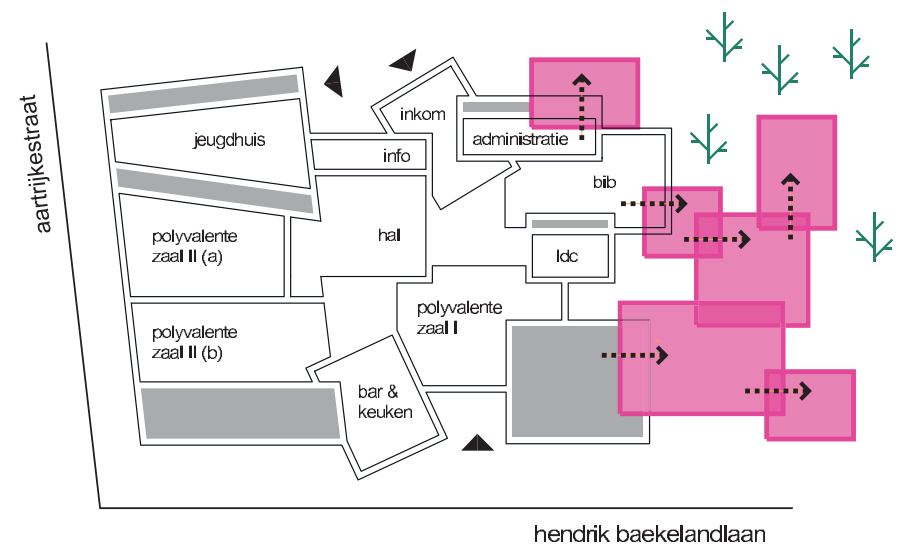 aartrijkestraat
jeugdhuis
info
inkom
administratie
bib
polyvalente
zaal II (a)
hal
ldc
polyvalente
zaal I
polyvalente
zaal II (b)
bar &
keuken
hendrik baekelandlaan